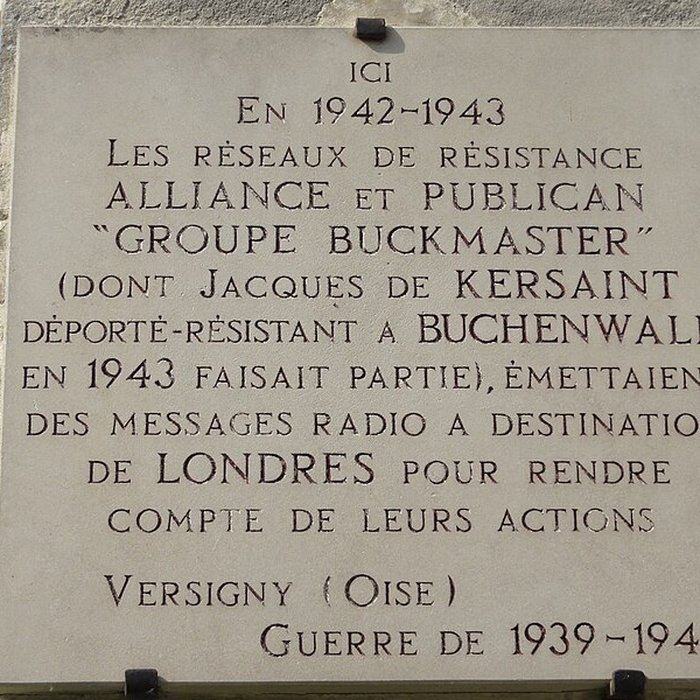 ICI
EN 1942-1943
LES RÉSEAUX DE RÉSISTANCE
ALLIANCE ET PUBLICAN
"GROUPE BUCKMASTER"
(DONT JACQUES DE KERSAINT
DÉPORTÉ-RÉSISTANT A BUCHENWAL
EN 1943 FAISAIT PARTIE), ÉMETTAIEN
DES MESSAGES RADIO A DESTINATIO
DE LONDRES POUR RENDRE
COMPTE DE LEURS ACTIONS
VERSIGNY (OISE)
GUERRE DE 1939-194